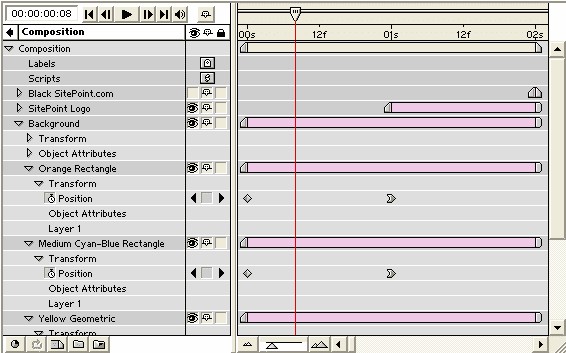 00:00:00:08
Composition
00s 12f 01s 12f 02s
Composition
Labels
Scripts
Black SitePoint.com
SitePoint Logo
Background
Transform
Object Attributes
Orange Rectangle
Transform
Position
Object Attributes
Layer 1
Medium Cyan-Blue Rectangle
Transform
Position
Object Attributes
Layer 1
Yellow Geometric
Transform